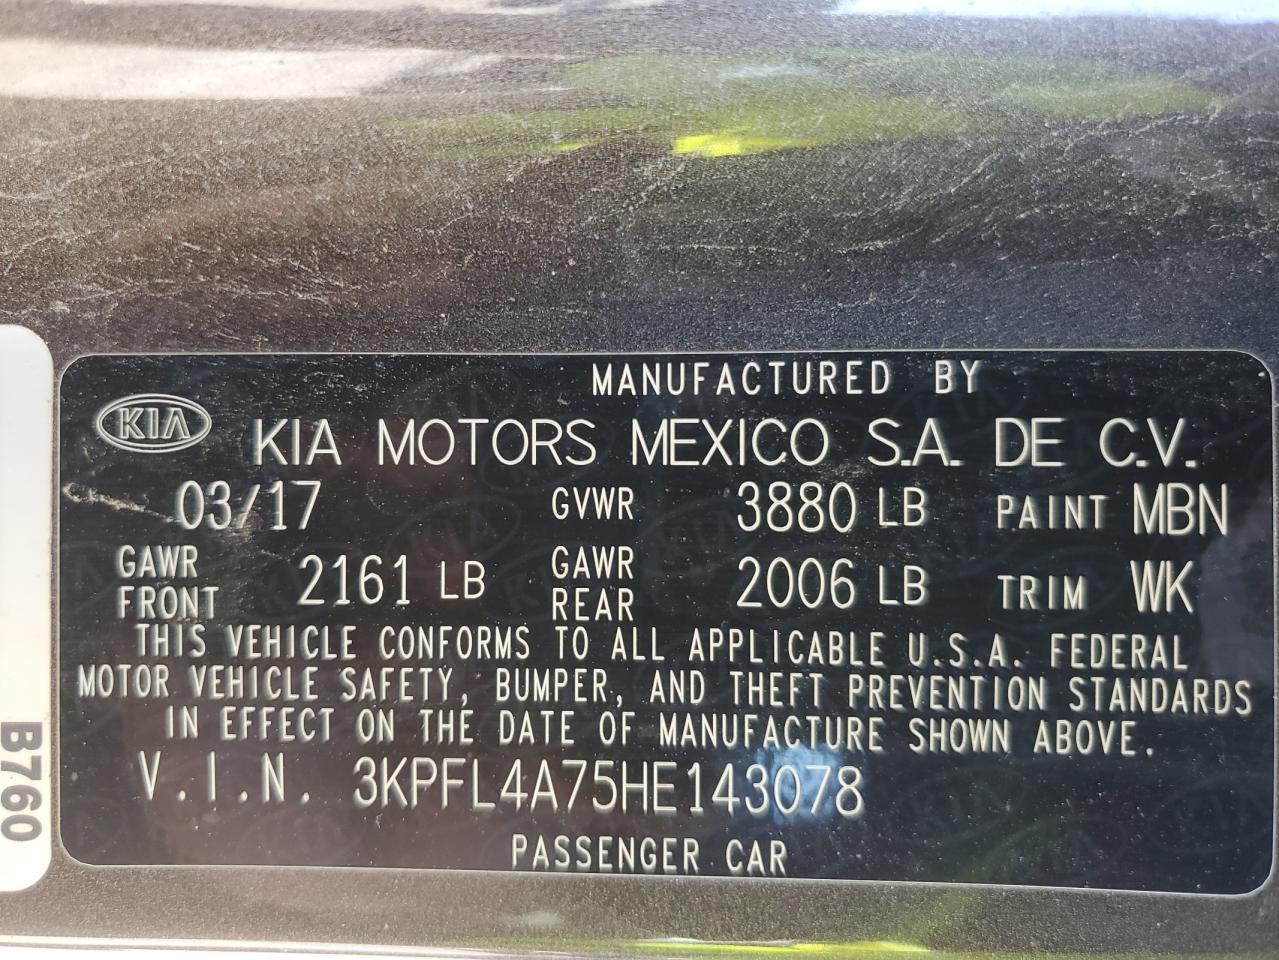 MANUFACTURED BY
KIA KIA MOTORS MEXICO S.A. DE C.V.
03/17 GVWR 3880 LB PAINT MBN
GAWR FRONT 2161 LB GAWR REAR 2006 LB TRIM WK
THIS VEHICLE CONFORMS TO ALL APPLICABLE U.S.A. FEDERAL
MOTOR VEHICLE SAFETY, BUMPER, AND THEFT PREVENTION STANDARDS
IN EFFECT ON THE DATE OF MANUFACTURE SHOWN ABOVE.
V.I.N. 3KPFL4A75HE143078
PASSENGER CAR
B760